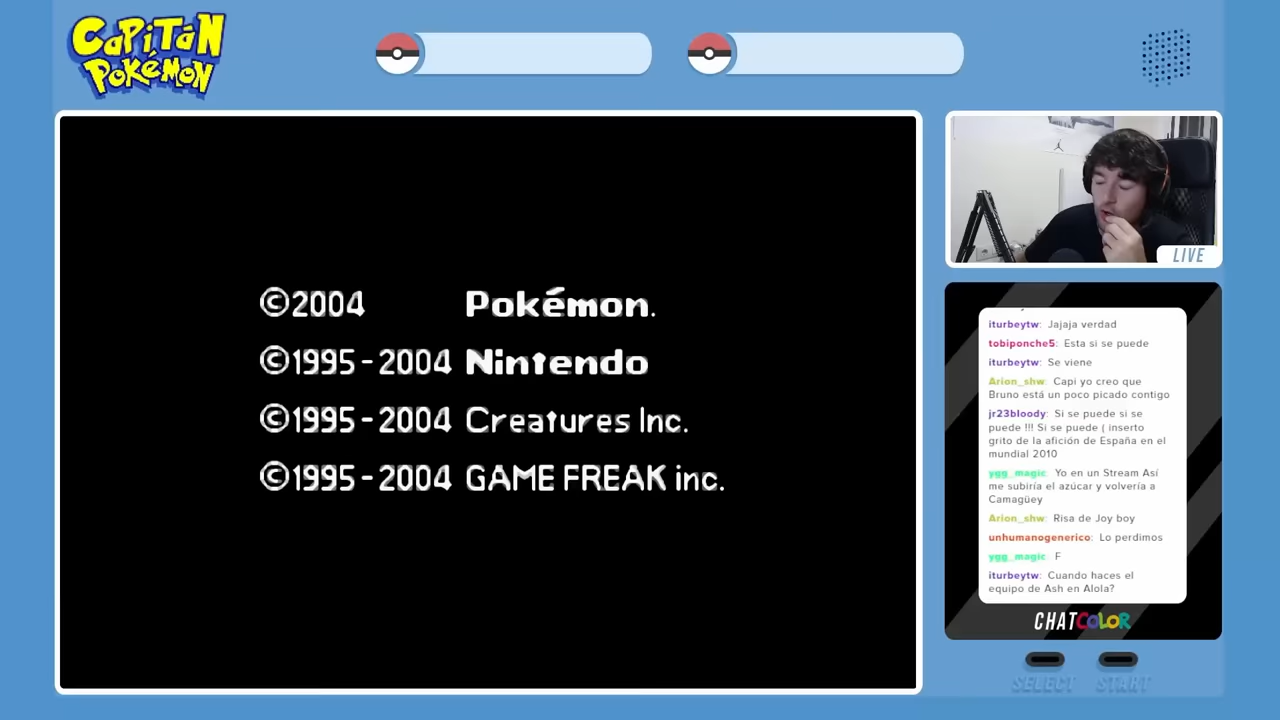 CaPiTáN
PoKéMoN
©2004 Pokémon.
©1995-2004 Nintendo
©1995-2004 Creatures Inc.
©1995-2004 GAME FREAK inc.
LIVE
iturbeytw: Jajaja verdad
tobiponche5: Esta si se puede
iturbeytw: Se viene
Arion_shw: Capi yo creo que
Bruno está un poco picado contigo
jr23bloody: Si se puede si se
puede !!! Si se puede ( inserto
grito de la afición de España en el
mundial 2010
ygg_magic: Yo en un Stream Así
me subiría el azúcar y volvería a
Camagüey
Arion_shw: Risa de Joy boy
unhumanogenerico: Lo perdimos
ygg_magic: F
iturbeytw: Cuando haces el
equipo de Ash en Alola?
CHATCOLOR
SELECT START